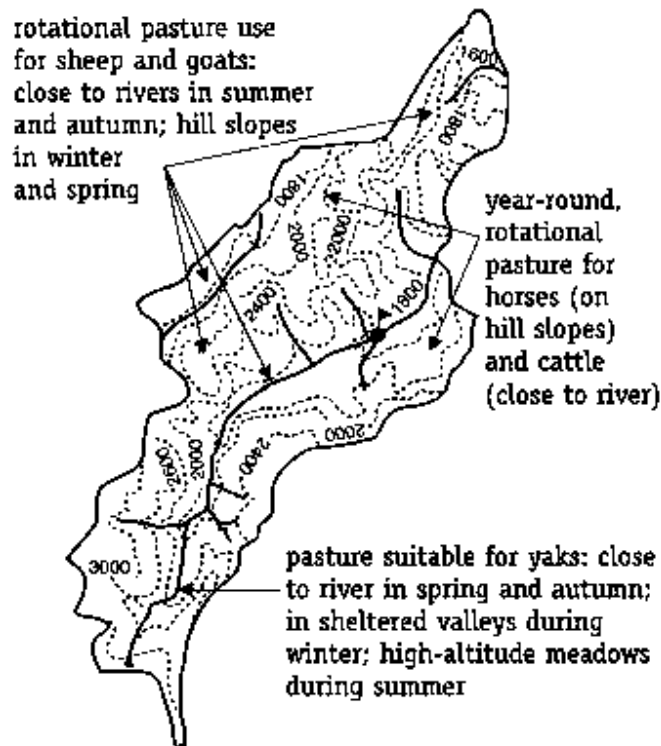 rotational pasture use
for sheep and goats:
close to rivers in summer
and autumn; hill slopes
in winter
and spring
1600
1800
1800
2000
2000
year-round,
rotational
pasture for
horses (on
hill slopes)
and cattle
(close to river)
2400
1800
2000
2400
2000
3000
pasture suitable for yaks: close
to river in spring and autumn;
in sheltered valleys during
winter; high-altitude meadows
during summer